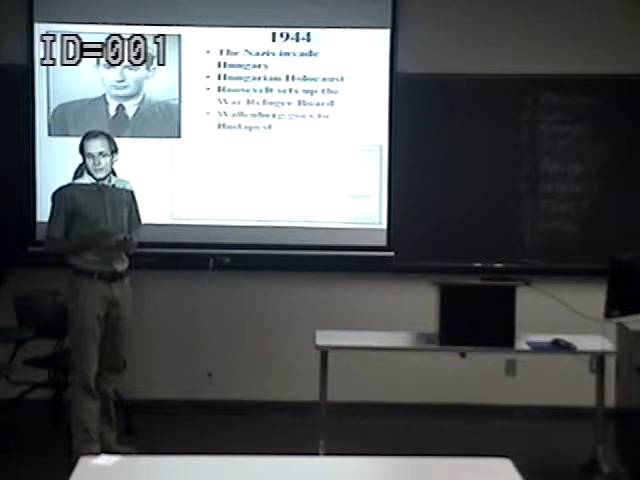 ID=001
1944
• The Nazis invade
Hungary
• Hungarian Holocaust
• Roosevelt sets up the
War Refugee Board
• Wallenberg goes to
Budapest